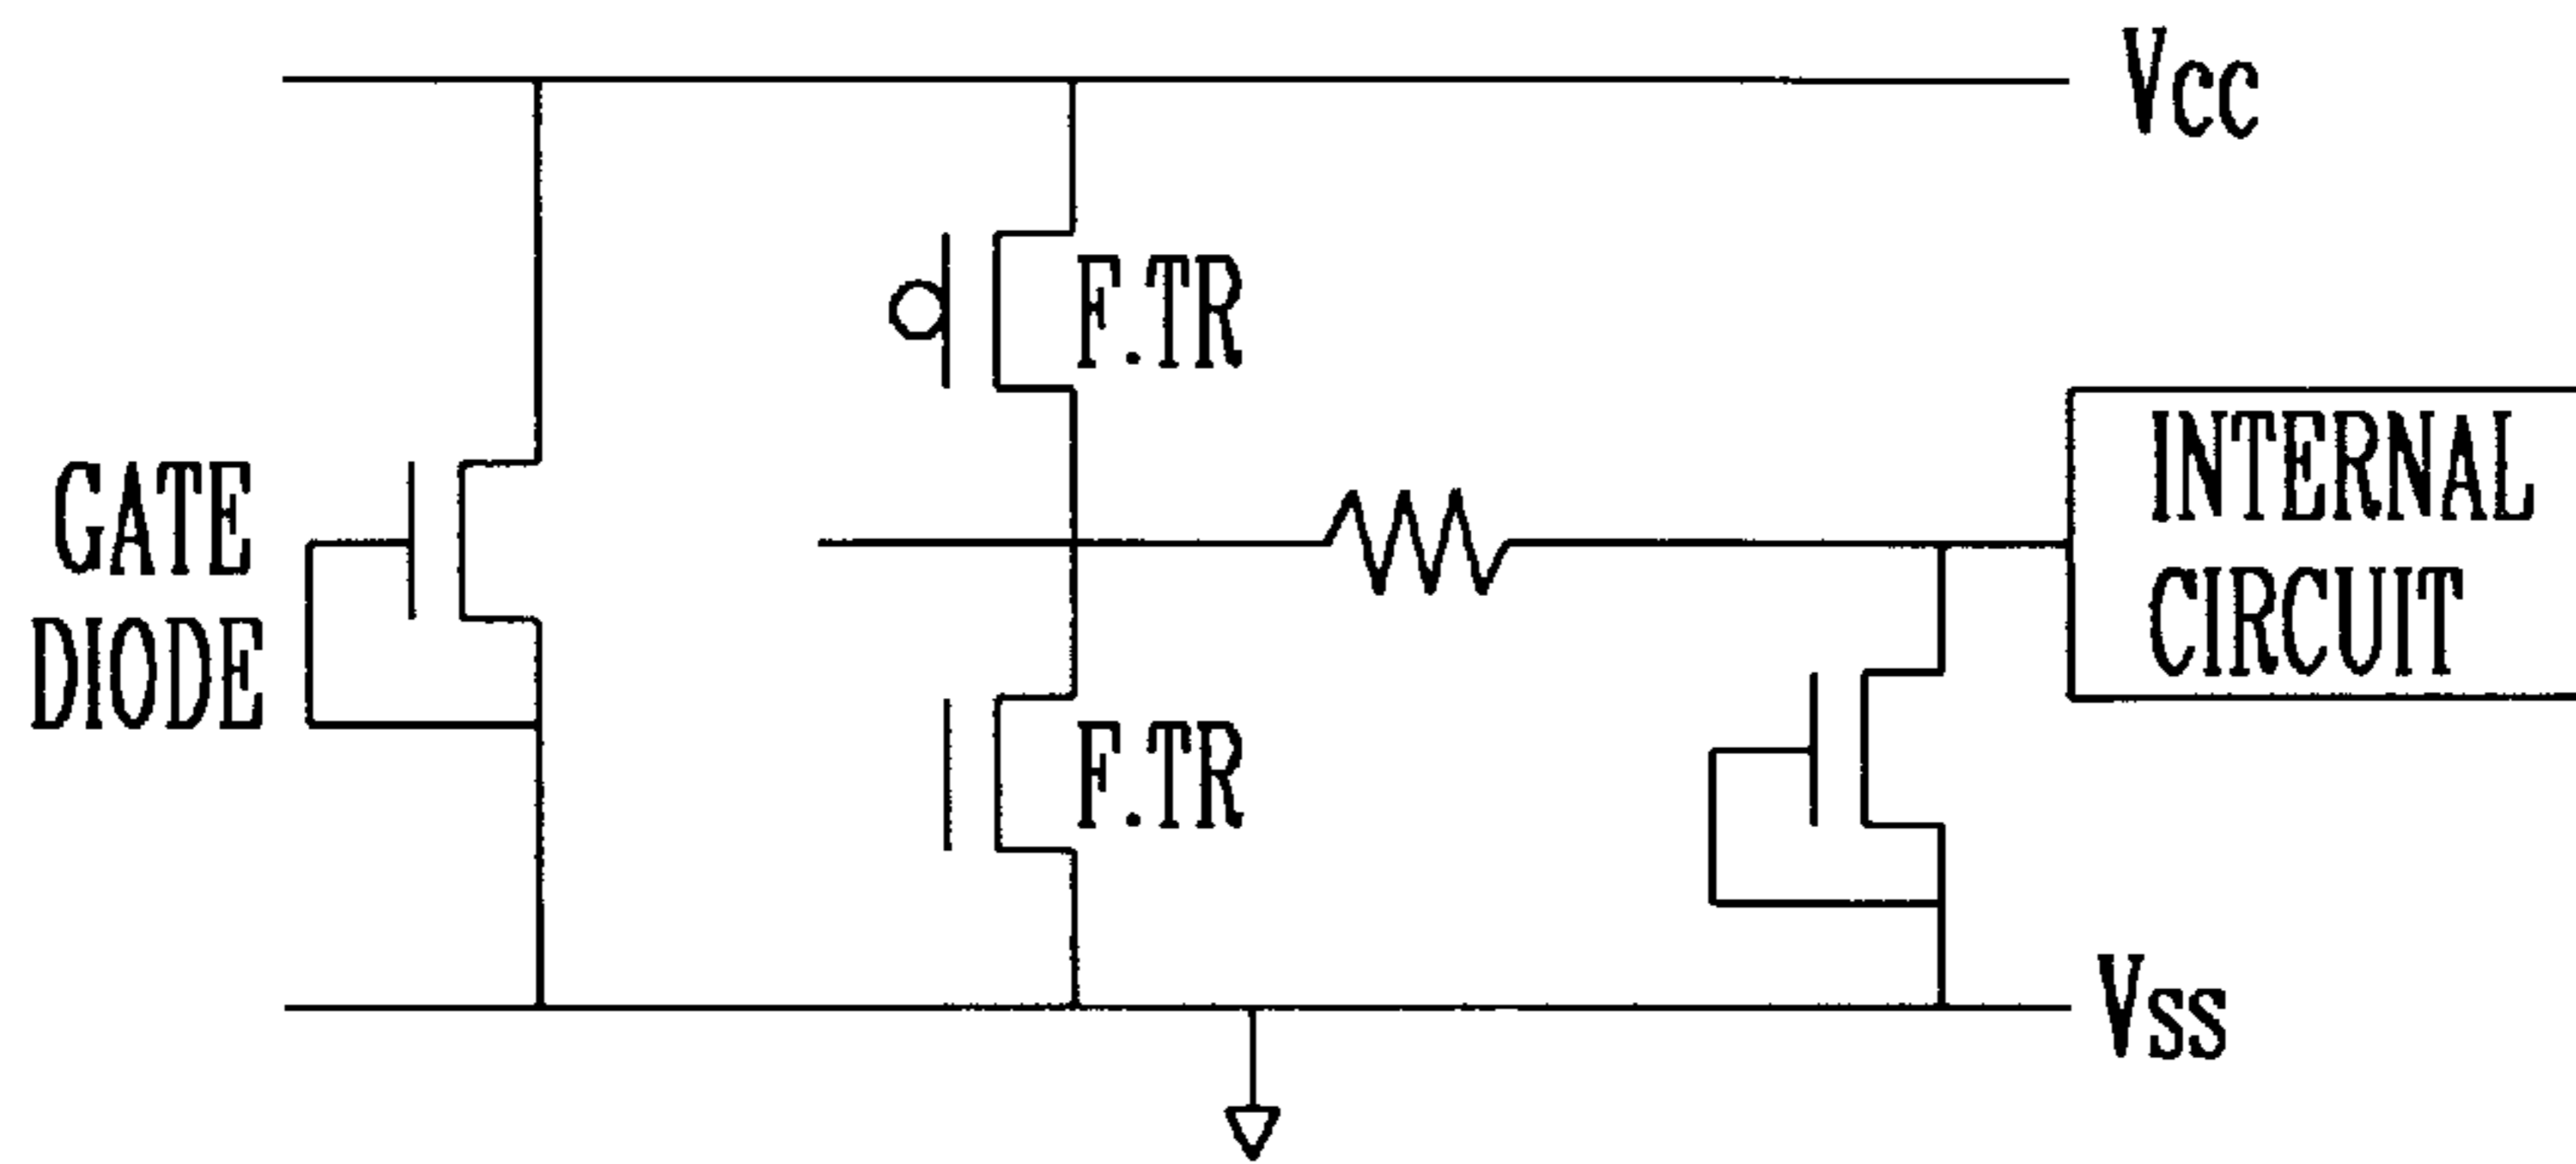 Vcc
F.TR
GATE
DIODE
INTERNAL
CIRCUIT
F.TR
Vss